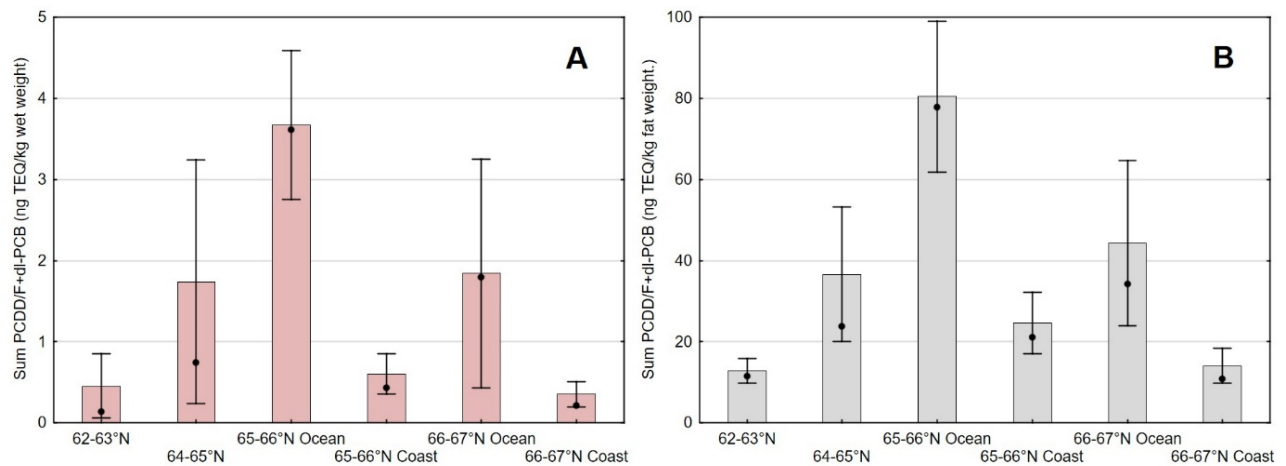 Sum PCDD/F+dl-PCB (ng TEQ/kg wet weight)
5
4
3
2
1
0
A
62-63°N
64-65°N
65-66°N Ocean
65-66°N Coast
66-67°N Ocean
66-67°N Coast
Sum PCDD/F+dl-PCB (ng TEQ/kg fat weight.)
100
80
60
40
20
0
B
62-63°N
64-65°N
65-66°N Ocean
65-66°N Coast
66-67°N Ocean
66-67°N Coast